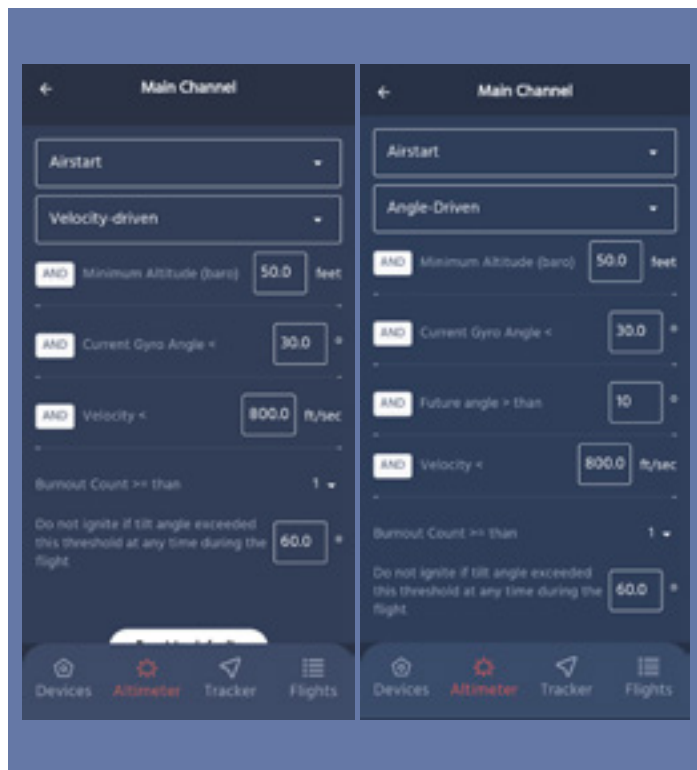 Main Channel
Airstart
Velocity-driven
AND Minimum Altitude (baro) 50.0 feet
AND Current Gyro Angle < 30.0 °
AND Velocity < 800.0 ft/sec
Burnout Count >= than 1
Do not ignite if tilt angle exceeded
this threshold at any time during the 60.0 °
flight
Devices Altimeter Tracker Flights
Main Channel
Airstart
Angle-Driven
AND Minimum Altitude (baro) 50.0 feet
AND Current Gyro Angle < 30.0 °
AND Future angle > than 10 °
AND Velocity < 800.0 ft/sec
Burnout Count >= than 1
Do not ignite if tilt angle exceeded
this threshold at any time during the 60.0 °
flight
Devices Altimeter Tracker Flights